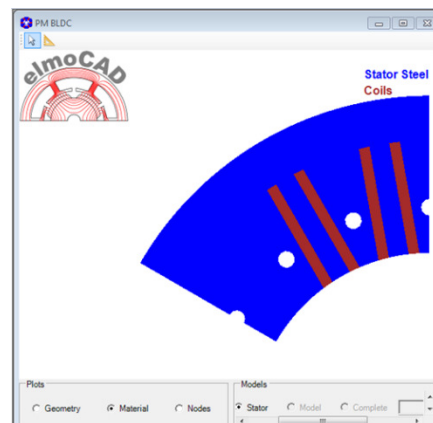 PM BLDC
elmoCAD
Stator Steel
Coils
Plots
Geometry
Material
Nodes
Models
Stator
Model
Complete